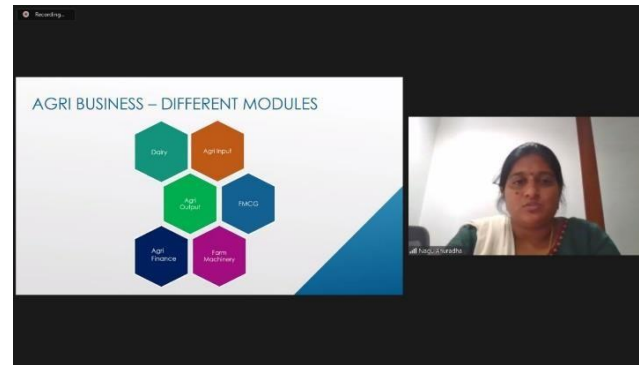 Recording...
AGRI BUSINESS – DIFFERENT MODULES
Dairy
Agri Input
Agri
Output
FMCG
Agri
Finance
Farm
Machinery